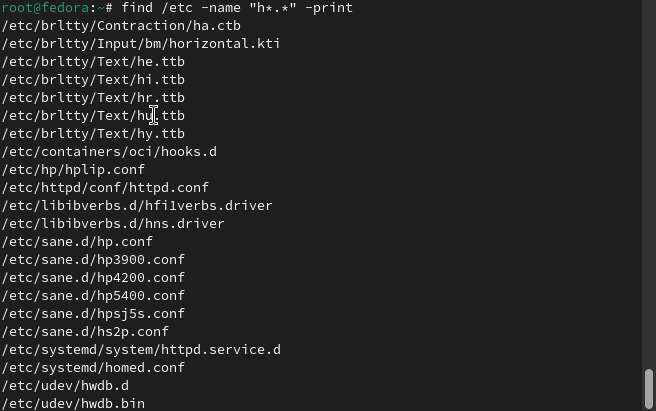 root@fedora:~# find /etc -name "h*.*" -print
/etc/brltty/Contraction/ha.ctb
/etc/brltty/Input/bm/horizontal.kti
/etc/brltty/Text/he.ttb
/etc/brltty/Text/hi.ttb
/etc/brltty/Text/hr.ttb
/etc/brltty/Text/hu.ttb
/etc/brltty/Text/hy.ttb
/etc/containers/oci/hooks.d
/etc/hp/hplip.conf
/etc/httpd/conf/httpd.conf
/etc/libibverbs.d/hfi1verbs.driver
/etc/libibverbs.d/hns.driver
/etc/sane.d/hp.conf
/etc/sane.d/hp3900.conf
/etc/sane.d/hp4200.conf
/etc/sane.d/hp5400.conf
/etc/sane.d/hpsj5s.conf
/etc/sane.d/hs2p.conf
/etc/systemd/system/httpd.service.d
/etc/systemd/homed.conf
/etc/udev/hwdb.d
/etc/udev/hwdb.bin